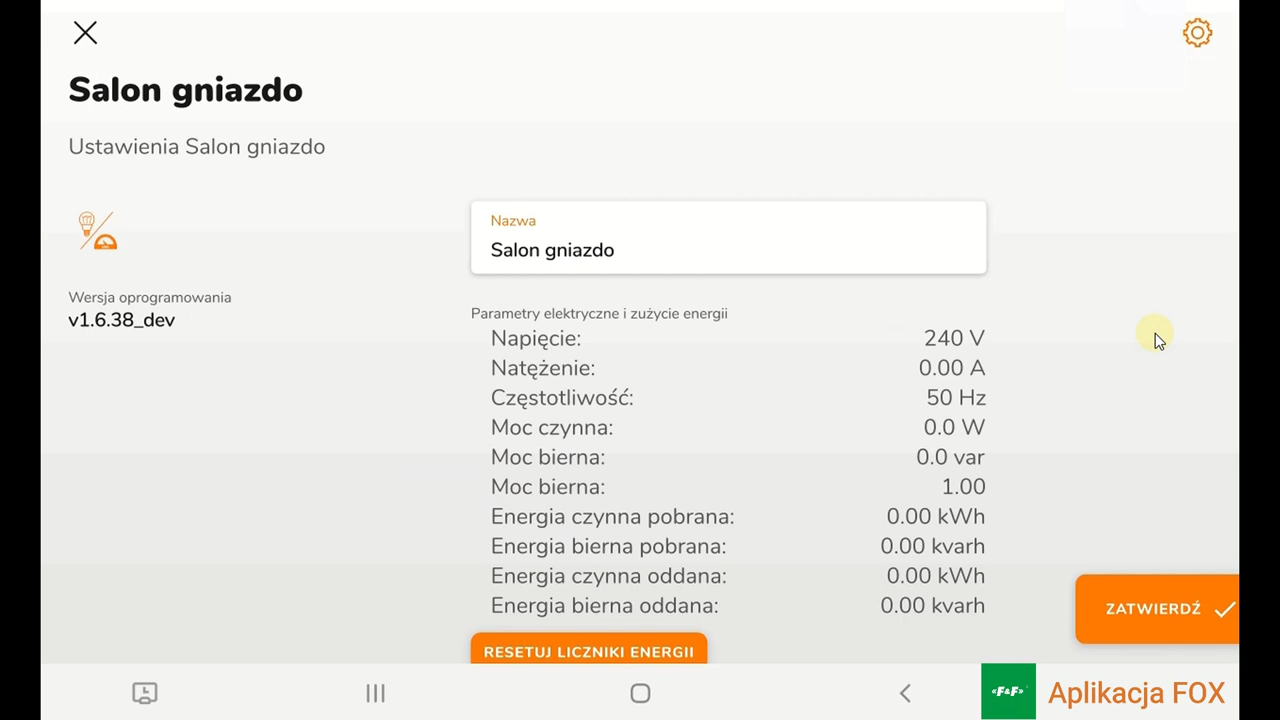 Salon gniazdo
Ustawienia Salon gniazdo
Wersja oprogramowania
v1.6.38_dev
Nazwa
Salon gniazdo
Parametry elektryczne i zużycie energii
Napięcie: 240 V
Natężenie: 0.00 A
Częstotliwość: 50 Hz
Moc czynna: 0.0 W
Moc bierna: 0.0 var
Moc bierna: 1.00
Energia czynna pobrana: 0.00 kWh
Energia bierna pobrana: 0.00 kvarh
Energia czynna oddana: 0.00 kWh
Energia bierna oddana: 0.00 kvarh
ZATWIERDŹ
RESETUJ LICZNIKI ENERGII
«F&F» Aplikacja FOX